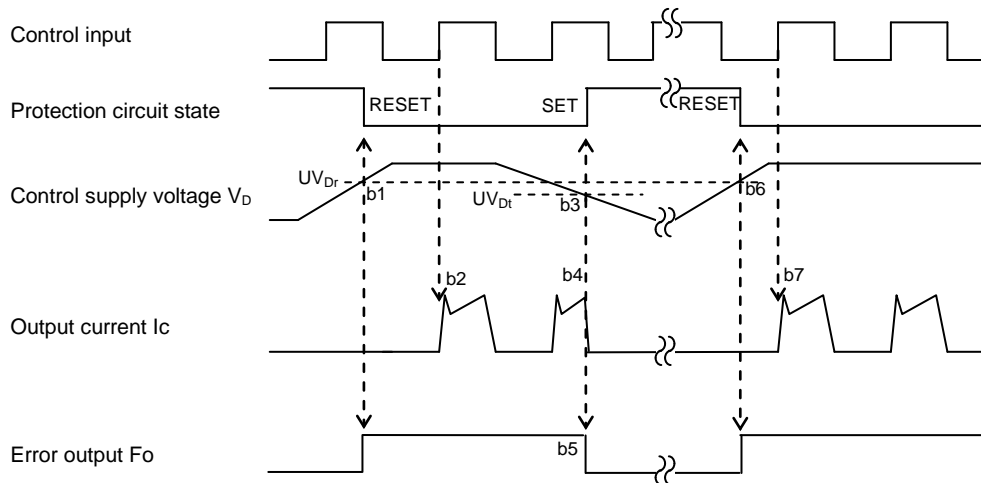 Control input
Protection circuit state
RESET
SET
RESET
Control supply voltage VD
UVDr
b1
UVDt
b3
b6
b2
b4
b7
Output current Ic
Error output Fo
b5